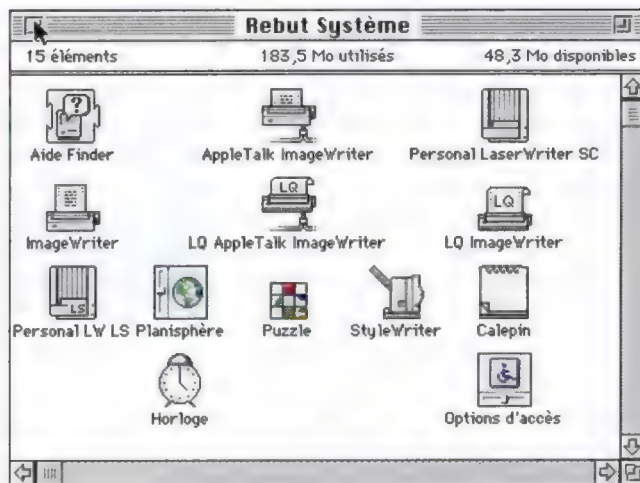 Rebut Système
15 éléments 183,5 Mo utilisés 48,3 Mo disponibles
Aide Finder AppleTalk ImageWriter Personal LaserWriter SC
LQ LQ
ImageWriter LQ AppleTalk ImageWriter LQ ImageWriter
LS
Personal LW LS Planisphère Puzzle StyleWriter Calepin
Horloge Options d'accès